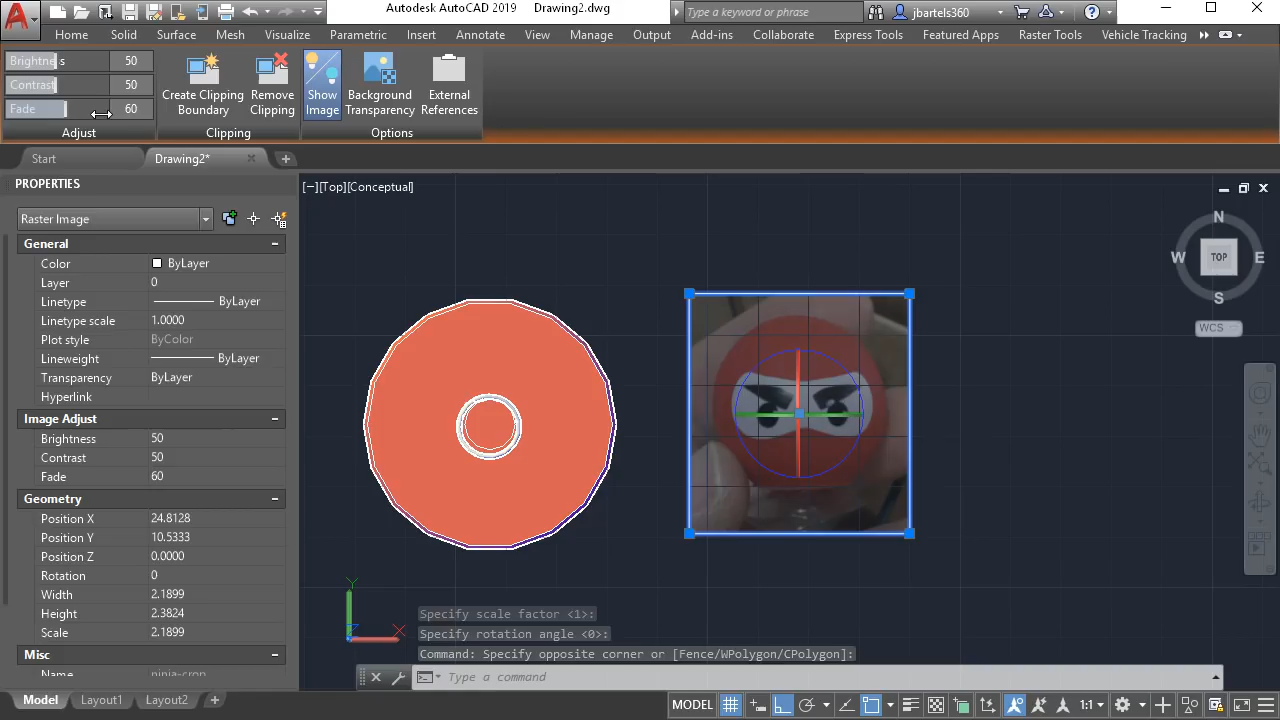 Autodesk AutoCAD 2019 Drawing2.dwg
Type a keyword or phrase
jbartels360
Home Solid Surface Mesh Visualize Parametric Insert Annotate View Manage Output Add-ins Collaborate Express Tools Featured Apps Raster Tools Vehicle Tracking
Brightness 50
Contrast 50
Fade 60
Adjust
Create Clipping Boundary
Remove Clipping
Clipping
Show Image
Background Transparency
External References
Options
Start
Drawing2*
PROPERTIES
Raster Image
General
Color ByLayer
Layer 0
Linetype ByLayer
Linetype scale 1.0000
Plot style ByColor
Lineweight ByLayer
Transparency ByLayer
Hyperlink
Image Adjust
Brightness 50
Contrast 50
Fade 60
Geometry
Position X 24.8128
Position Y 10.5333
Position Z 0.0000
Rotation 0
Width 2.1899
Height 2.3824
Scale 2.1899
Misc
Name ninja-crop
[−][Top][Conceptual]
N
W TOP E
S
WCS
Y
X
Z
Specify scale factor <1>:
Specify rotation angle <0>:
Command: Specify opposite corner or [Fence/WPolygon/CPolygon]:
Type a command
Model Layout1 Layout2
MODEL
1:1